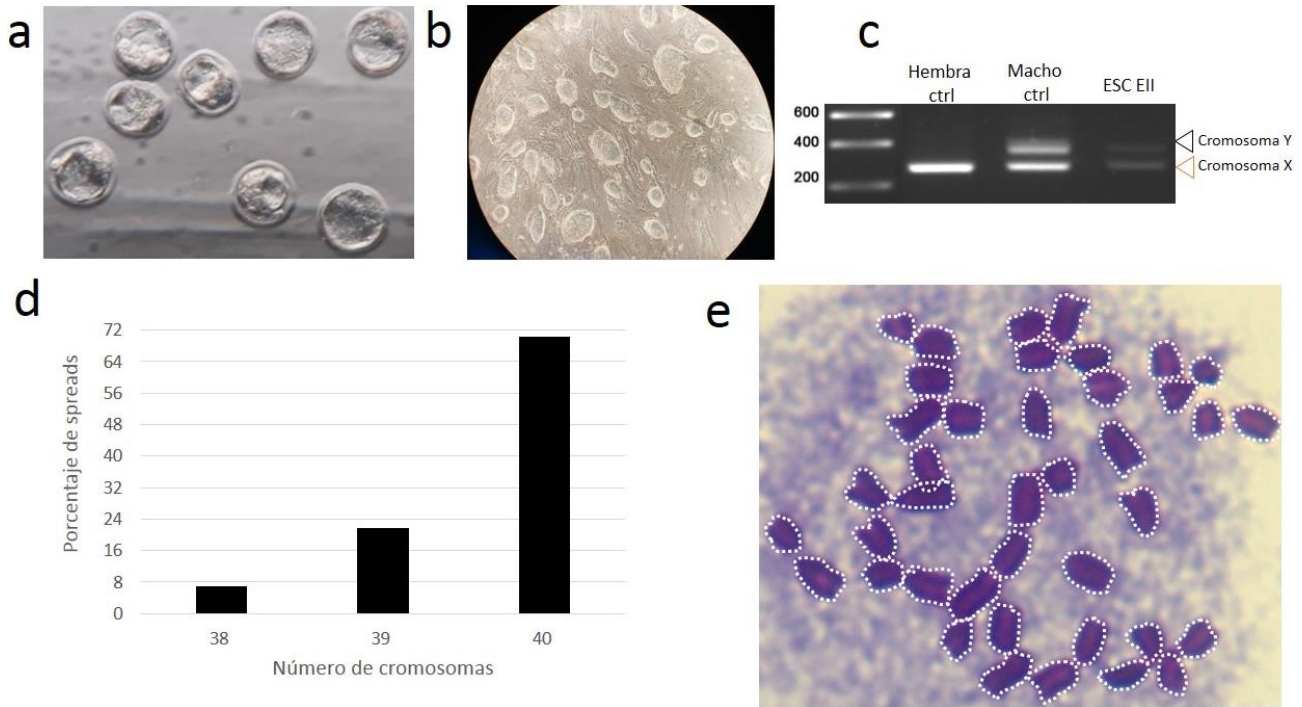 a
b
c
Hembra
ctrl
Macho
ctrl
ESC EII
600
400
200
Cromosoma Y
Cromosoma X
d
Porcentaje de spreads
72
64
56
48
40
32
24
16
8
0
38
39
40
Número de cromosomas
e